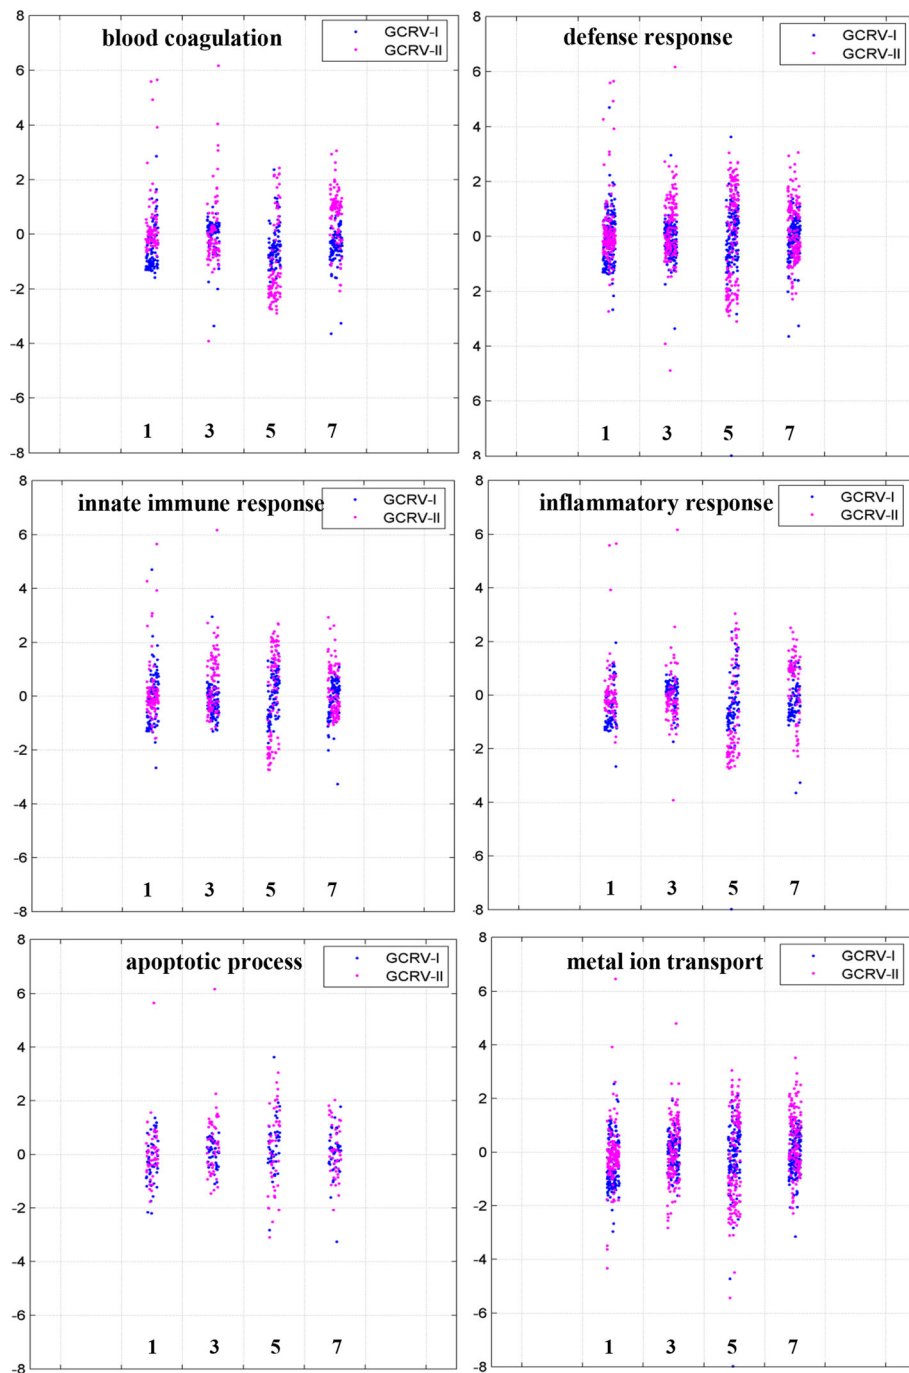 8
blood coagulation
GCRV-I
GCRV-II
6
4
2
0
-2
-4
-6
1 3 5 7
-8
8
defense response
GCRV-I
GCRV-II
6
4
2
0
2
4
6
1 3 5 7
8
8
innate immune response
GCRV-I
GCRV-II
6
4
2
0
-2
-4
-6
1 3 5 7
-8
8
inflammatory response
GCRV-I
GCRV-II
6
4
2
0
-2
-4
-6
1 3 5 7
-8
8
apoptotic process
GCRV-I
GCRV-II
6
4
2
0
-2
-4
-6
1 3 5 7
-8
8
metal ion transport
GCRV-I
GCRV-II
6
4
2
0
-2
-4
-6
1 3 5 7
-8